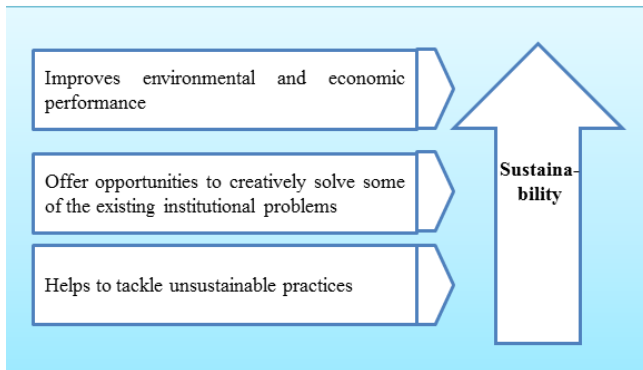 Improves environmental and economic
performance
Offer opportunities to creatively solve some
of the existing institutional problems
Helps to tackle unsustainable practices
Sustaina-
bility